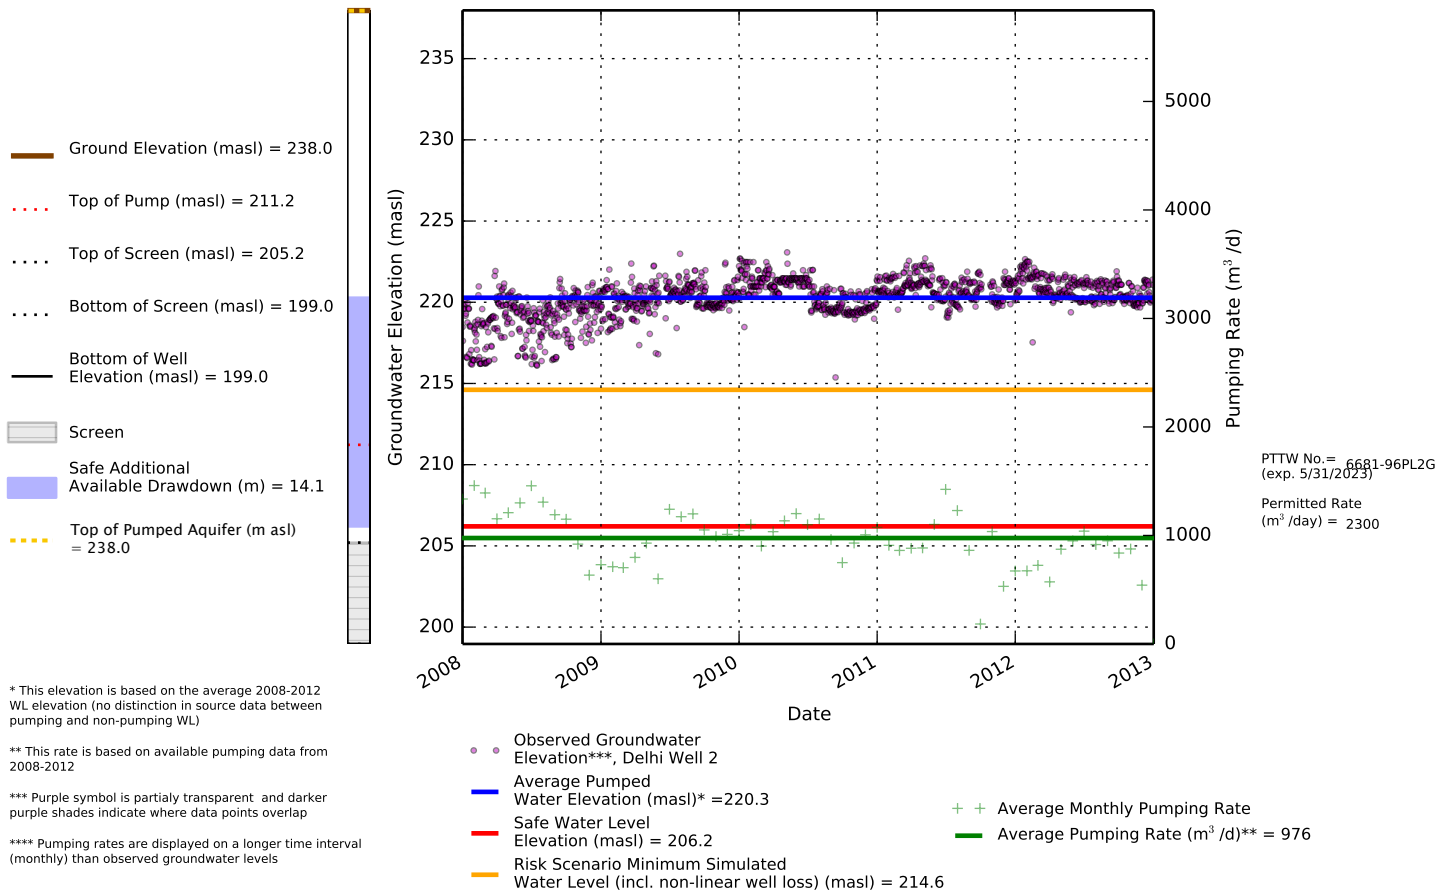 Ground Elevation (masl) = 238.0
Top of Pump (masl) = 211.2
Top of Screen (masl) = 205.2
Bottom of Screen (masl) = 199.0
Bottom of Well
Elevation (masl) = 199.0
Screen
Safe Additional
Available Drawdown (m) = 14.1
Top of Pumped Aquifer (m asl)
= 238.0
* This elevation is based on the average 2008-2012
WL elevation (no distinction in source data between
pumping and non-pumping WL)
** This rate is based on available pumping data from
2008-2012
*** Purple symbol is partialy transparent  and darker
purple shades indicate where data points overlap
**** Pumping rates are displayed on a longer time interval
(monthly) than observed groundwater levels
Groundwater Elevation (masl)
235
230
225
220
215
210
205
200
2008
2009
2010
2011
2012
2013
Date
5000
4000
3000
2000
1000
0
Pumping Rate (m³/d)
PTTW No.= 6681-96PL2G
(exp. 5/31/2023)
Permitted Rate
(m³/day) = 2300
Observed Groundwater
Elevation***, Delhi Well 2
Average Pumped
Water Elevation (masl)* =220.3
Safe Water Level
Elevation (masl) = 206.2
Risk Scenario Minimum Simulated
Water Level (incl. non-linear well loss) (masl) = 214.6
Average Monthly Pumping Rate
Average Pumping Rate (m³/d)** = 976